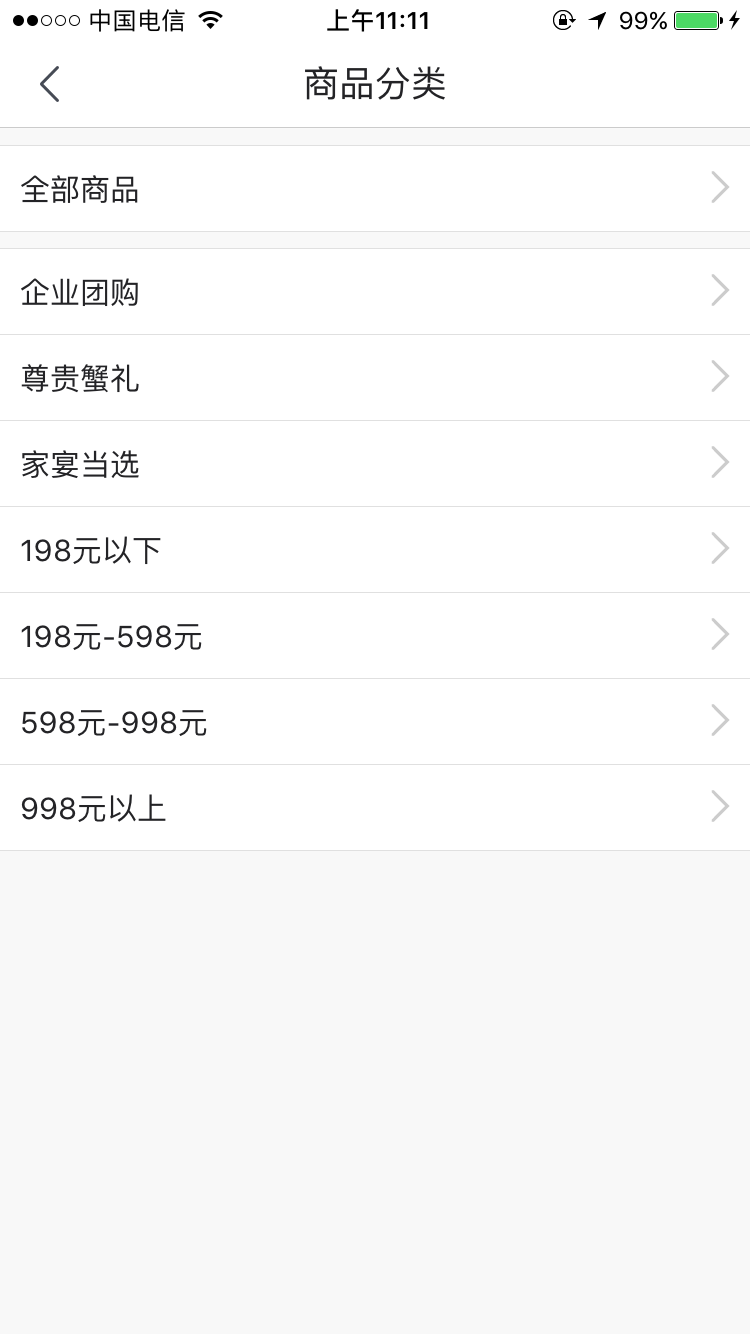 中国电信 上午11:11 99%
商品分类
全部商品
企业团购
尊贵蟹礼
家宴当选
198元以下
198元-598元
598元-998元
998元以上